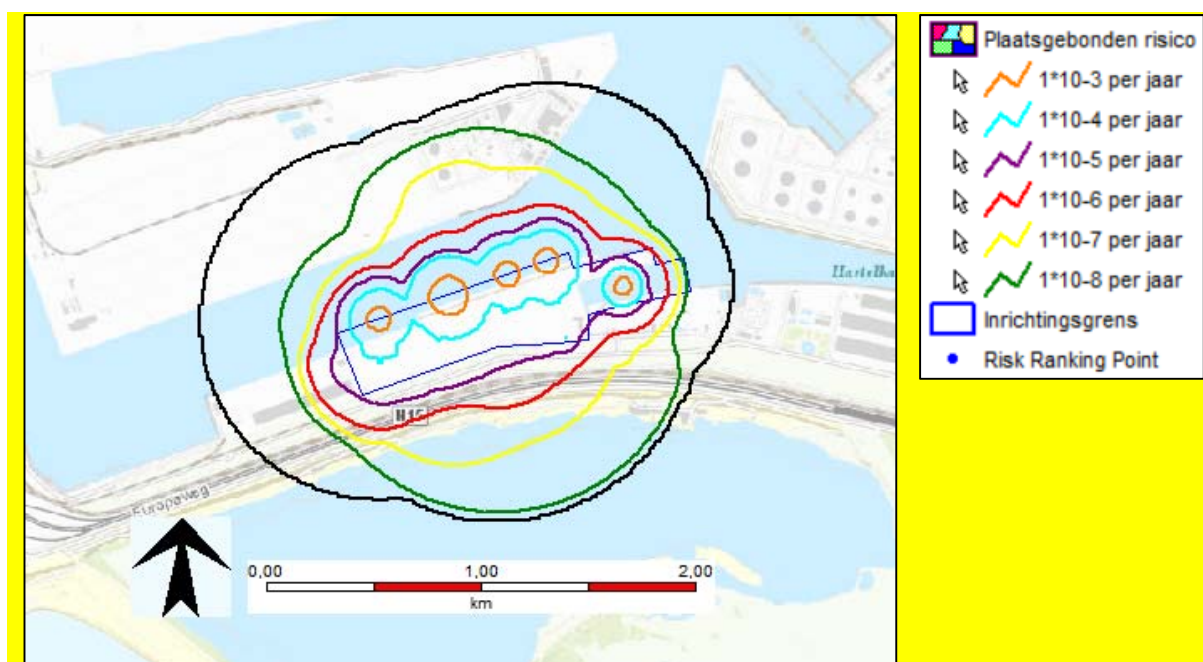 Plaatsgebonden risico
1*10-3 per jaar
1*10-4 per jaar
1*10-5 per jaar
1*10-6 per jaar
1*10-7 per jaar
1*10-8 per jaar
Inrichtingsgrens
Risk Ranking Point
N15
Europaweg
0,00 1,00 2,00
km